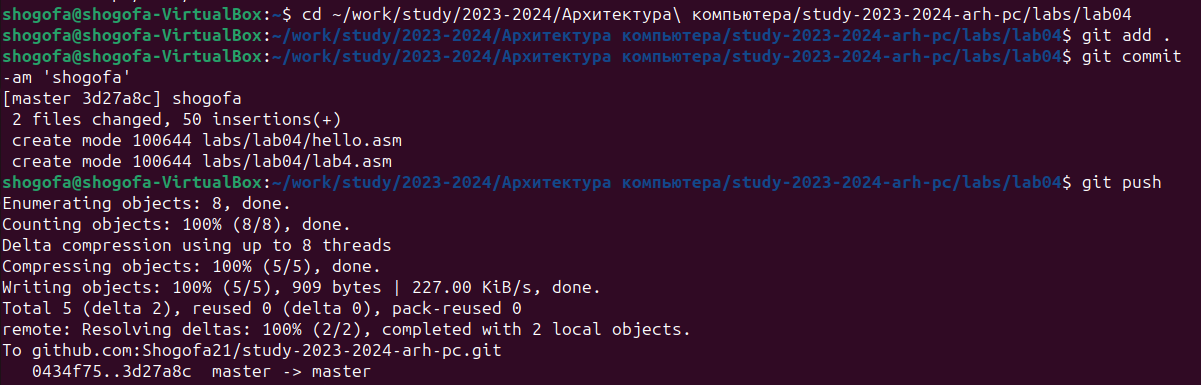 shogofa@shogofa-VirtualBox:~$ cd ~/work/study/2023-2024/Архитектура\ компьютера/study-2023-2024-arh-pc/labs/lab04
shogofa@shogofa-VirtualBox:~/work/study/2023-2024/Архитектура компьютера/study-2023-2024-arh-pc/labs/lab04$ git add .
shogofa@shogofa-VirtualBox:~/work/study/2023-2024/Архитектура компьютера/study-2023-2024-arh-pc/labs/lab04$ git commit
-am 'shogofa'
[master 3d27a8c] shogofa
 2 files changed, 50 insertions(+)
 create mode 100644 labs/lab04/hello.asm
 create mode 100644 labs/lab04/lab4.asm
shogofa@shogofa-VirtualBox:~/work/study/2023-2024/Архитектура компьютера/study-2023-2024-arh-pc/labs/lab04$ git push
Enumerating objects: 8, done.
Counting objects: 100% (8/8), done.
Delta compression using up to 8 threads
Compressing objects: 100% (5/5), done.
Writing objects: 100% (5/5), 909 bytes | 227.00 KiB/s, done.
Total 5 (delta 2), reused 0 (delta 0), pack-reused 0
remote: Resolving deltas: 100% (2/2), completed with 2 local objects.
To github.com:Shogofa21/study-2023-2024-arh-pc.git
   0434f75..3d27a8c  master -> master